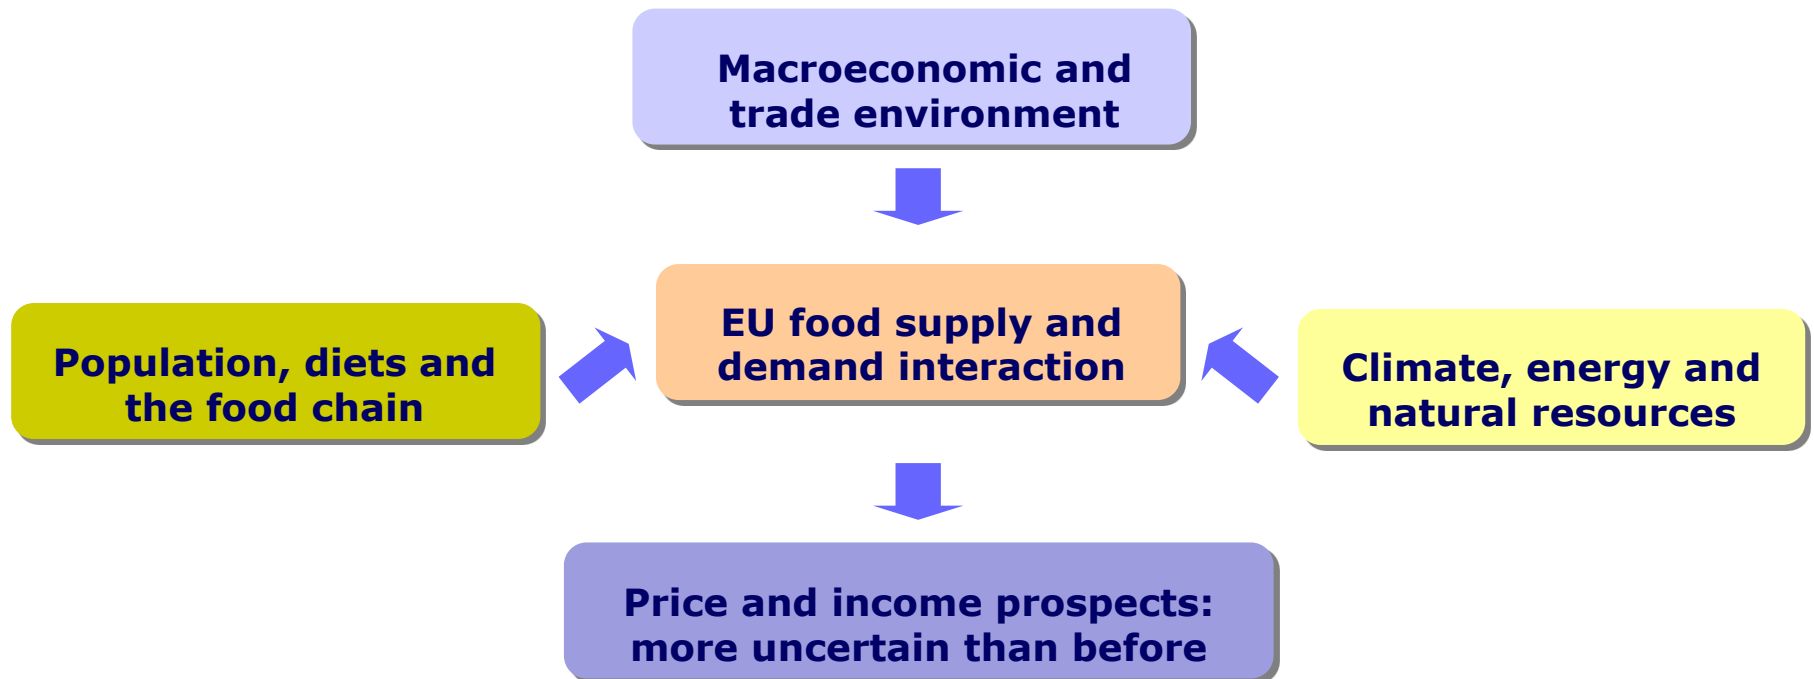 Macroeconomic and
trade environment
EU food supply and
demand interaction
Population, diets and
the food chain
Climate, energy and
natural resources
Price and income prospects:
more uncertain than before